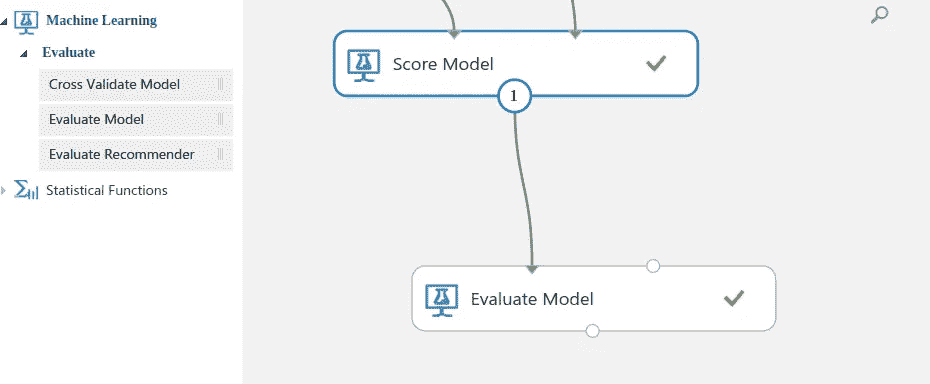 Machine Learning
Evaluate
Cross Validate Model
Evaluate Model
Evaluate Recommender
Statistical Functions
Score Model
1
Evaluate Model